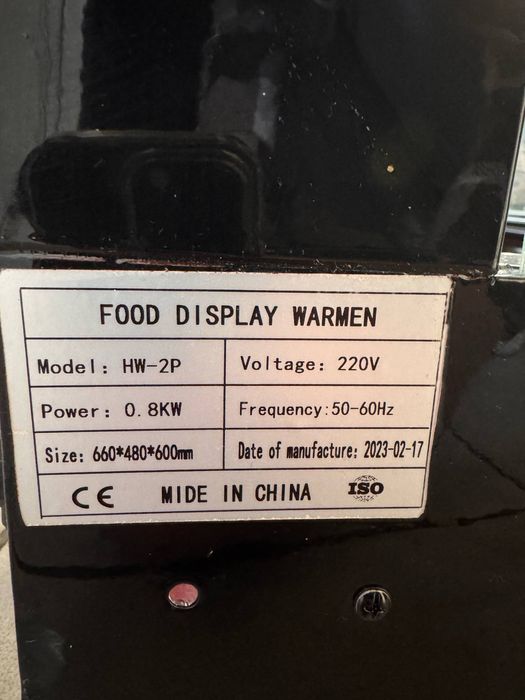 FOOD DISPLAY WARMEN
Model: HW-2P
Voltage: 220V
Power: 0.8KW
Frequency:50-60Hz
Size: 660*480*600mm
Date of manufacture: 2023-02-17
CE MIDE IN CHINA ISO